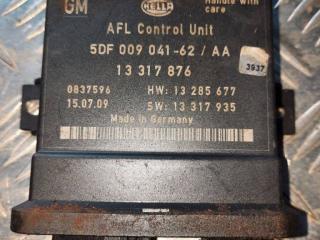 GM
HELLA
Handle with
care
AFL Control Unit
5DF 009 041-62 / AA
13 317 876
3937
0837596 HW: 13 285 677
15.07.09 SW: 13 317 935
Made in Germany